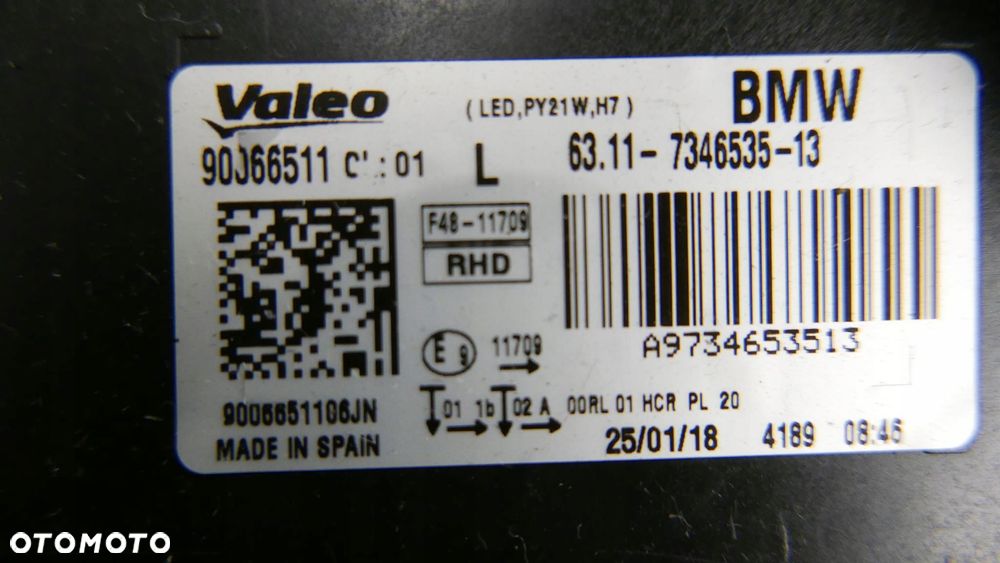 Valeo
(LED,PY21W,H7)
BMW
90066511 :01
L
63.11-7346535-13
F48-11709
RHD
E9 11709
A9734653513
9006651106JN
01 1b 02 A 00RL 01 HCR PL 20
MADE IN SPAIN
25/01/18 4189 08:46
OTOMOTO